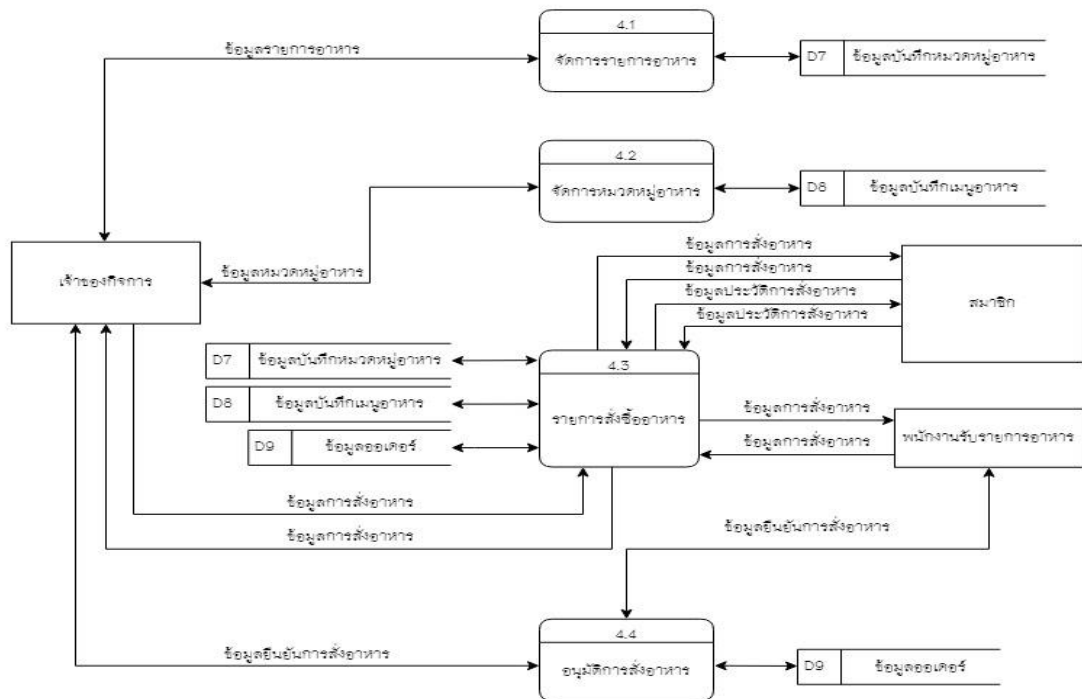 4.1
ข้อมูลรายการอาหาร
จัดการรายการอาหาร
D7 ข้อมูลบันทึกหมวดหมู่อาหาร
4.2
จัดการหมวดหมู่อาหาร
D8 ข้อมูลบันทึกเมนูอาหาร
เจ้าของกิจการ
ข้อมูลหมวดหมู่อาหาร
ข้อมูลการสั่งอาหาร
ข้อมูลการสั่งอาหาร
ข้อมูลประวัติการสั่งอาหาร
ข้อมูลประวัติการสั่งอาหาร
สมาชิก
D7 ข้อมูลบันทึกหมวดหมู่อาหาร
D8 ข้อมูลบันทึกเมนูอาหาร
D9 ข้อมูลออเดอร์
4.3
รายการสั่งซื้ออาหาร
ข้อมูลการสั่งอาหาร
ข้อมูลการสั่งอาหาร
พนักงานรับรายการอาหาร
ข้อมูลการสั่งอาหาร
ข้อมูลการสั่งอาหาร
ข้อมูลยืนยันการสั่งอาหาร
4.4
ข้อมูลยืนยันการสั่งอาหาร
อนุมัติการสั่งอาหาร
D9 ข้อมูลออเดอร์